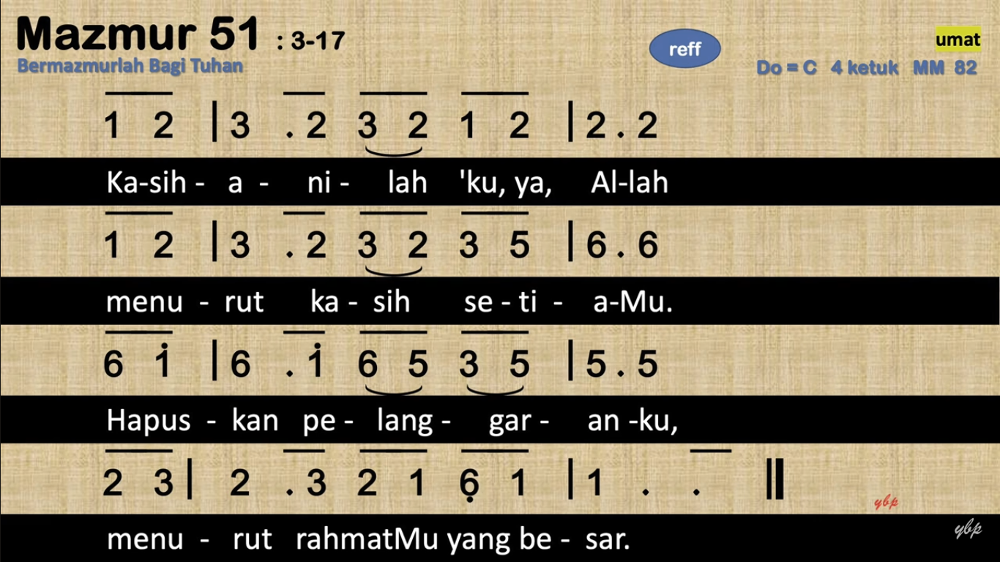 Mazmur 51 : 3-17
reff
umat
Bermazmurlah Bagi Tuhan
Do = C 4 ketuk MM 82
1 2 | 3 . 2 3 2 1 2 | 2 . 2
Ka-sih - a - ni - lah 'ku, ya, Al-lah
1 2 | 3 . 2 3 2 3 5 | 6 . 6
menu - rut ka - sih se - ti - a-Mu.
6 1̇ | 6 . 1̇ 6 5 3 5 | 5 . 5
Hapus - kan pe - lang - gar - an -ku,
2 3 | 2 . 3 2 1 6̣ 1 | 1 . . ||
ybp
menu - rut rahmatMu yang be - sar.
ybp